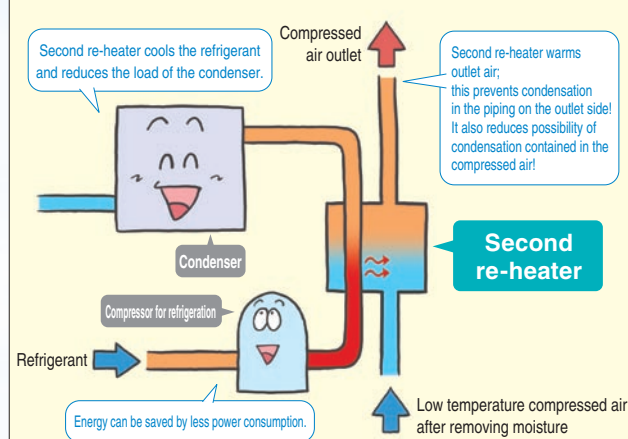 Second re-heater cools the refrigerant
and reduces the load of the condenser.
Compressed
air outlet
Second re-heater warms
outlet air;
this prevents condensation
in the piping on the outlet side!
It also reduces possibility of
condensation contained in the
compressed air!
Condenser
Second
re-heater
Compressor for refrigeration
Refrigerant
Energy can be saved by less power consumption.
Low temperature compressed air
after removing moisture